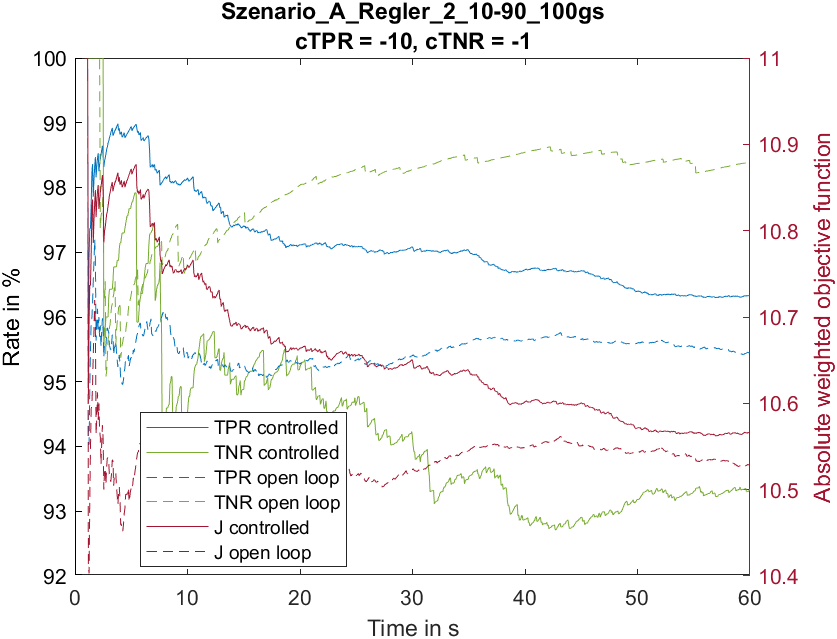 Szenario_A_Regler_2_10-90_100gs
cTPR = -10, cTNR = -1
100
99
98
97
96
95
94
93
92
Rate in %
11
10.9
10.8
10.7
10.6
10.5
10.4
Absolute weighted objective function
TPR controlled
TNR controlled
TPR open loop
TNR open loop
J controlled
J open loop
0
10
20
30
40
50
60
Time in s